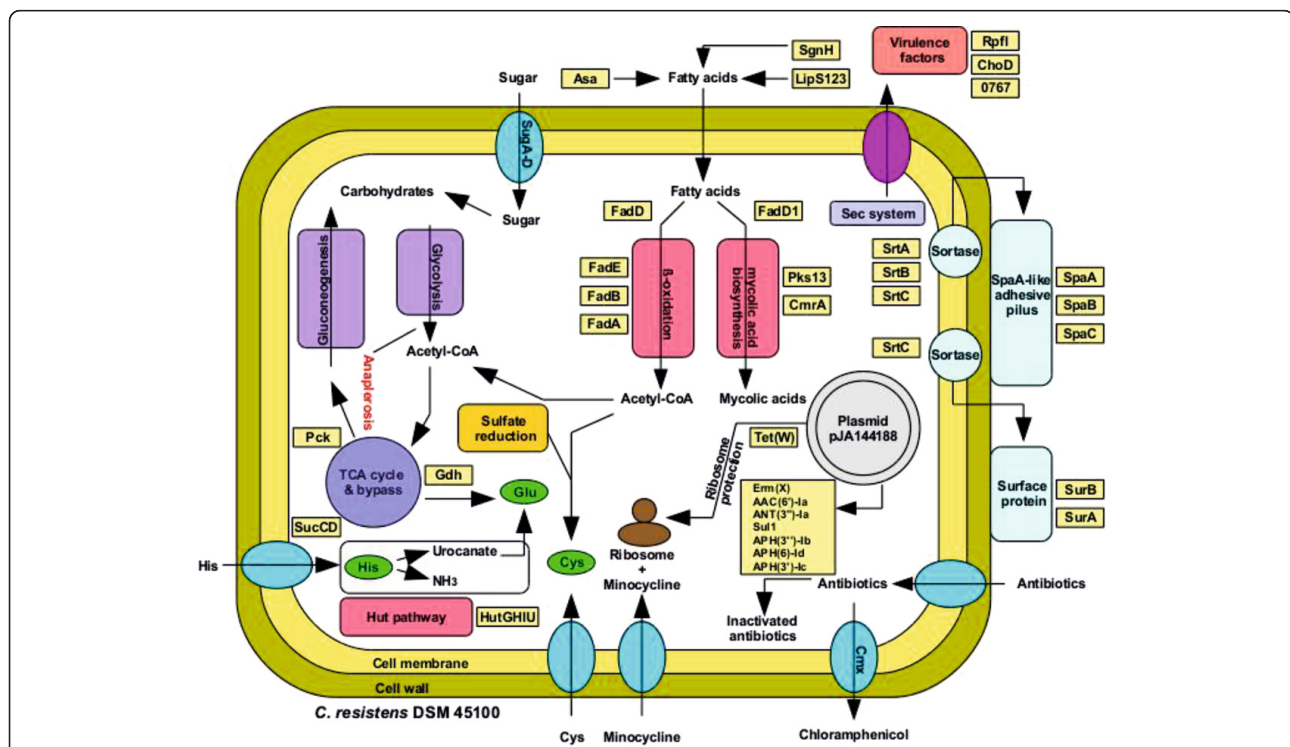 SgnH
Virulence
factors
RpfI
ChoD
0767
Sugar
Asa
Fatty acids
LipS123
SugA-D
Carbohydrates
Sugar
Fatty acids
FadD
FadD1
Sec system
Gluconeogenesis
Glycolysis
FadE
FadB
FadA
ß-oxidation
mycolic acid
biosynthesis
Pks13
CmrA
SrtA
SrtB
SrtC
Sortase
SpaA-like
adhesive
pilus
SpaA
SpaB
SpaC
Anaplerosis
Acetyl-CoA
SrtC
Sortase
Acetyl-CoA
Mycolic acids
Sulfate
reduction
Plasmid
pJA144188
Tet(W)
Ribosome
protection
Pck
TCA cycle
& bypass
Gdh
Glu
SucCD
Erm(X)
AAC(6')-Ia
ANT(3")-Ia
Sul1
APH(3'')-Ib
APH(6)-Id
APH(3')-Ic
Surface
protein
SurB
SurA
His
His
Urocanate
NH3
Cys
Ribosome
+
Minocycline
Antibiotics
Antibiotics
Hut pathway
HutGHIU
Inactivated
antibiotics
Cell membrane
Cmx
Cell wall
C. resistens DSM 45100
Cys
Minocycline
Chloramphenicol